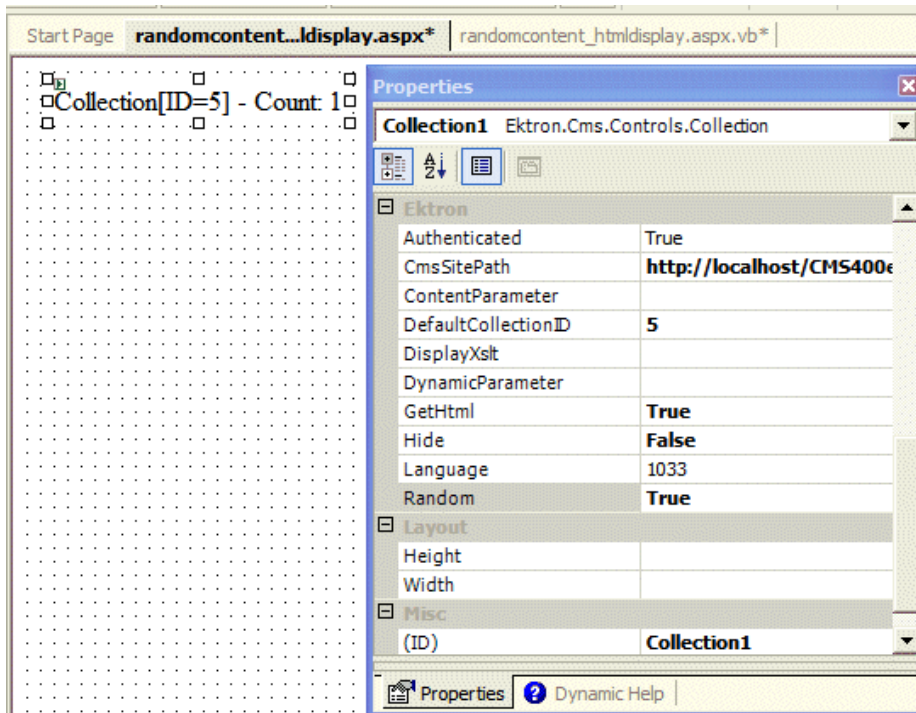 Start Page randomcontent...ldisplay.aspx* randomcontent_htmldisplay.aspx.vb*
Collection[ID=5] - Count: 1
Properties
Collection1 Ektron.Cms.Controls.Collection
Ektron
Authenticated True
CmsSitePath http://localhost/CMS400e
ContentParameter
DefaultCollectionID 5
DisplayXslt
DynamicParameter
GetHtml True
Hide False
Language 1033
Random True
Layout
Height
Width
Misc
(ID) Collection1
Properties Dynamic Help